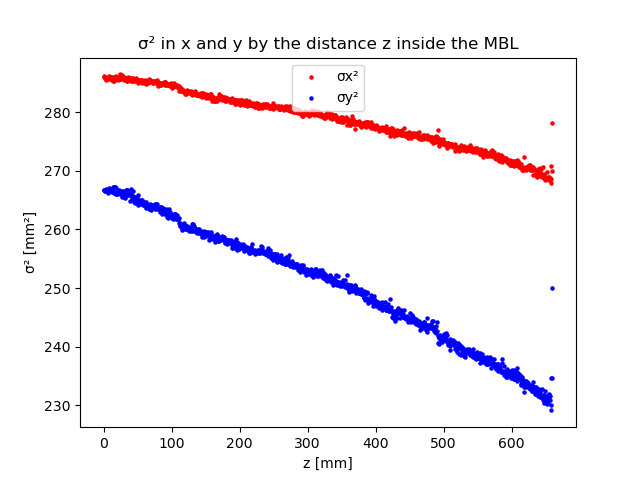 σ² in x and y by the distance z inside the MBL
σx²
σy²
σ² [mm²]
280
270
260
250
240
230
0 100 200 300 400 500 600
z [mm]